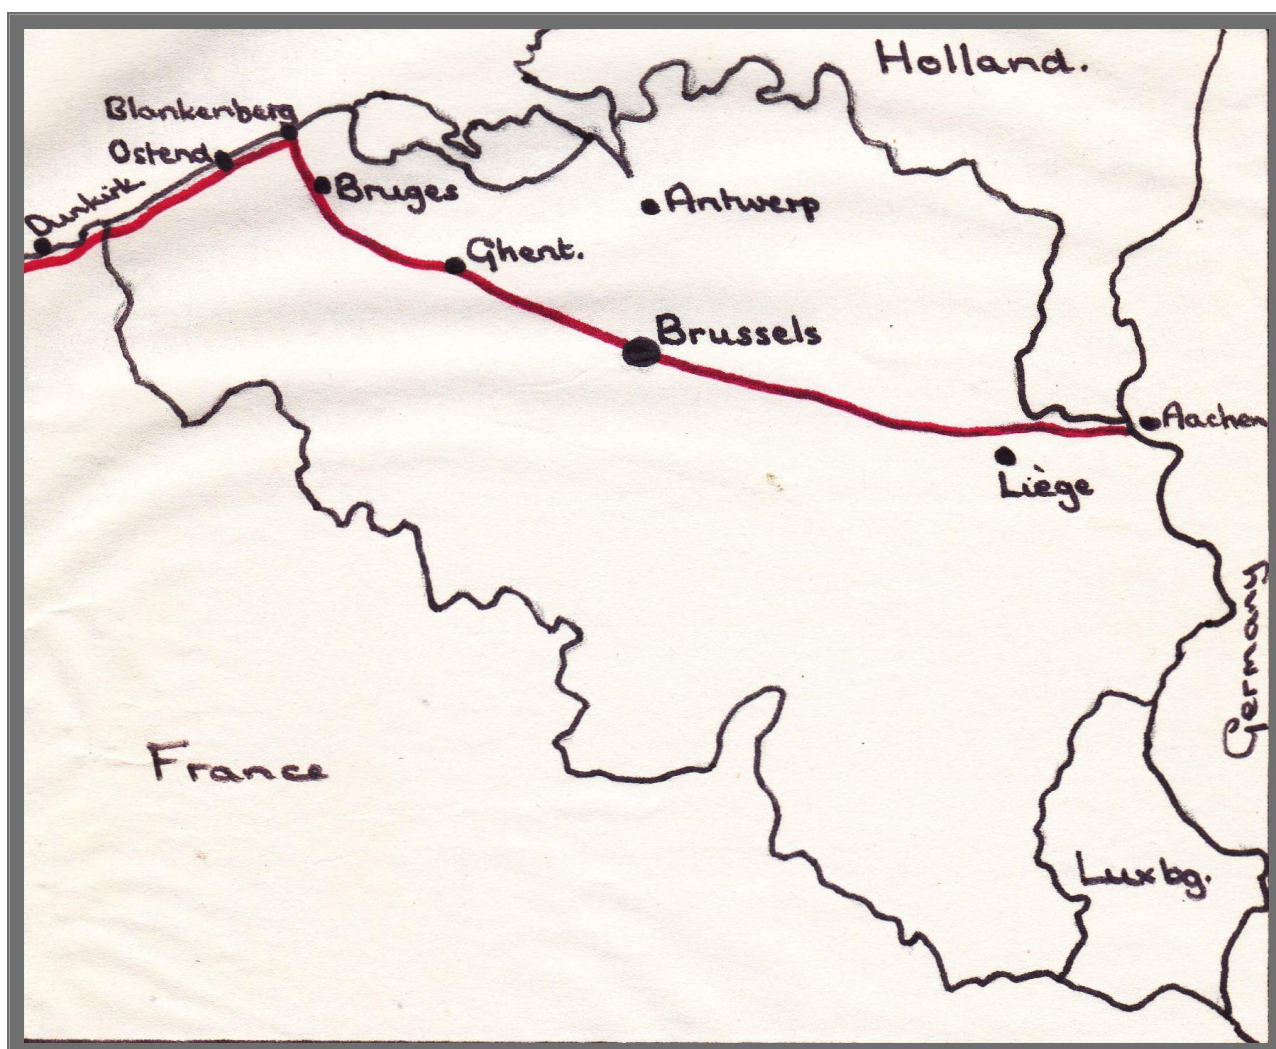 Holland.
Blankenberg
Ostend
Dunkirk
Bruges
Antwerp
Ghent.
Brussels
Aachen
Liège
Germany
France
Luxbg.